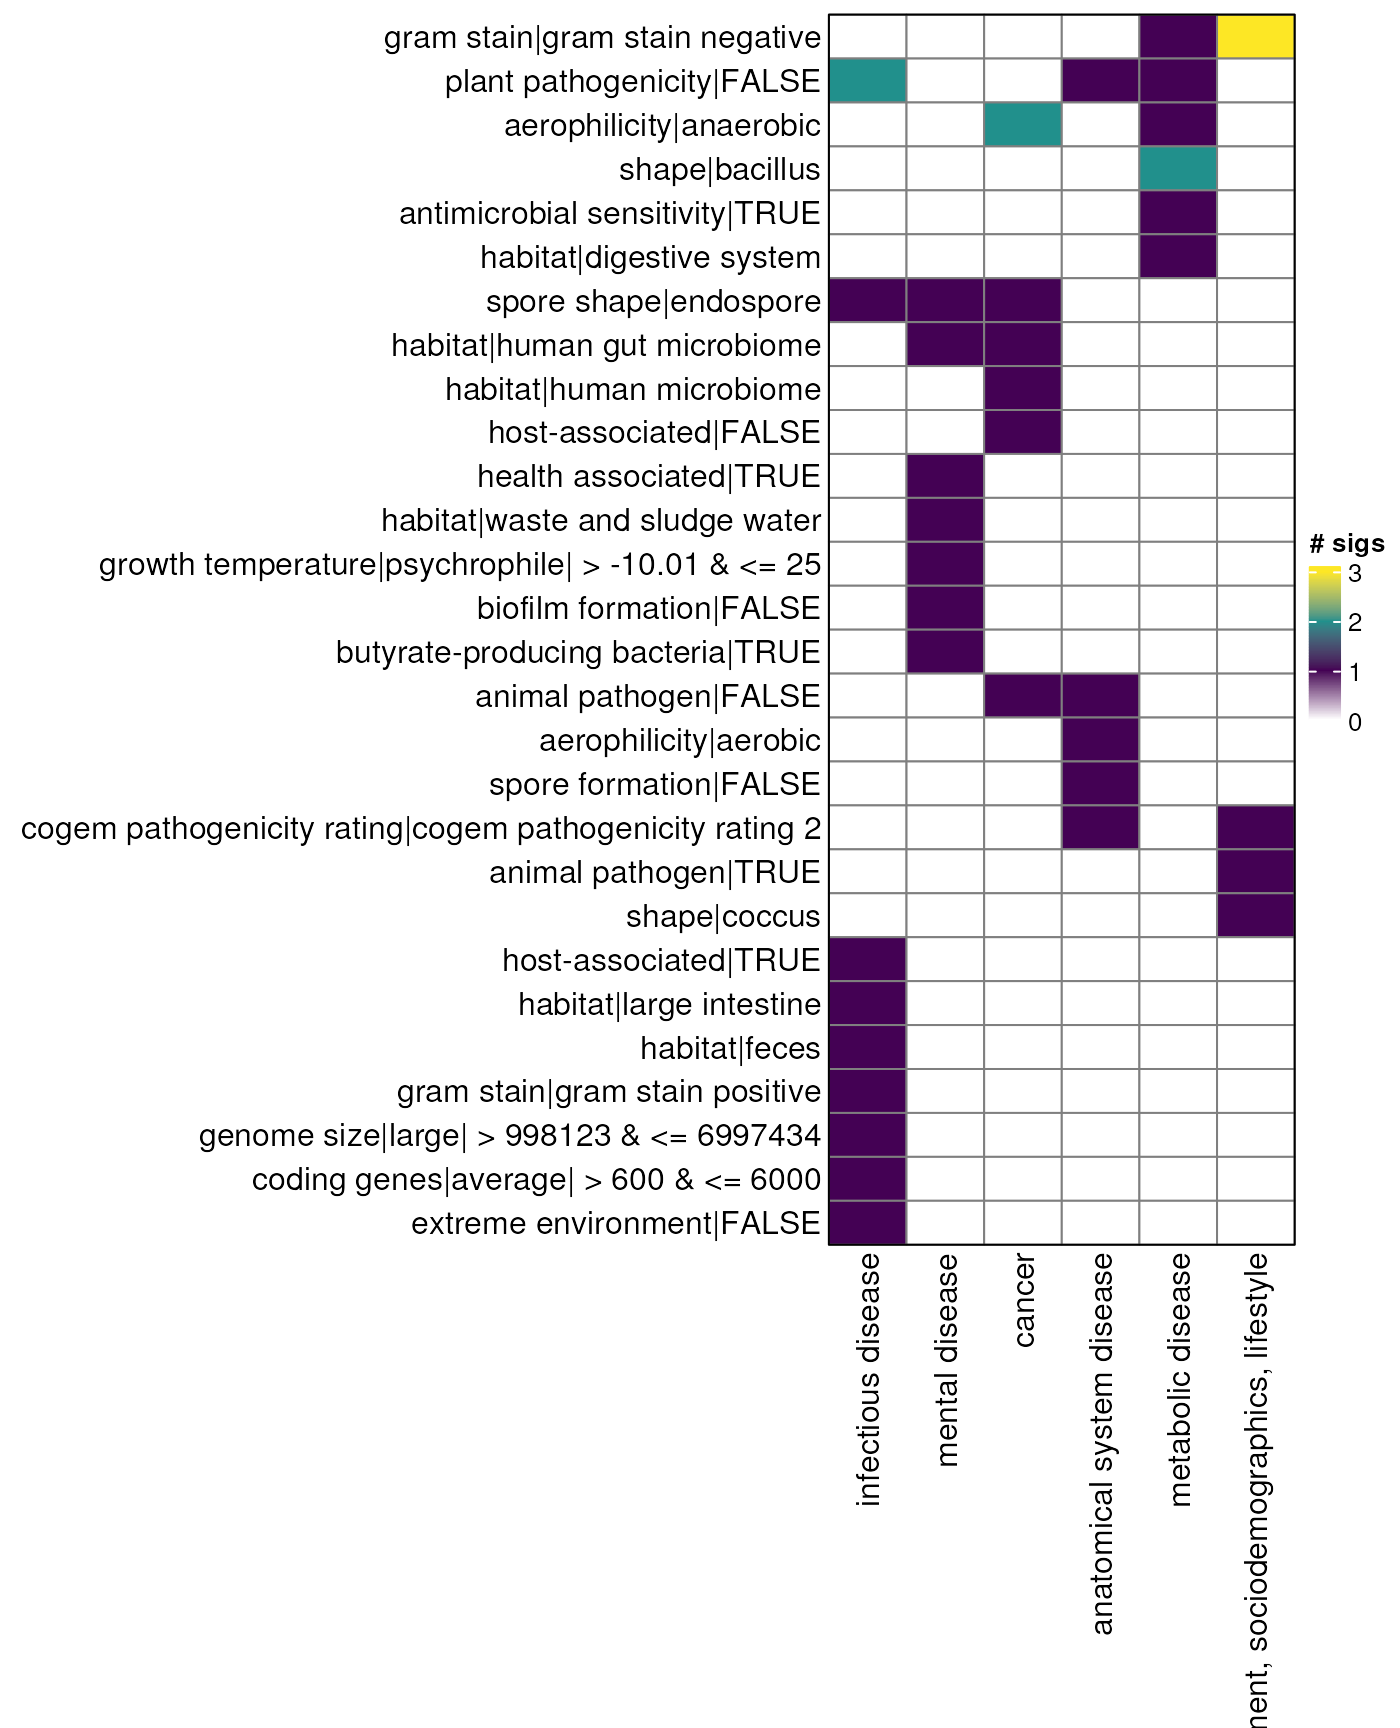 gram stain|gram stain negative
plant pathogenicity|FALSE
aerophilicity|anaerobic
shape|bacillus
antimicrobial sensitivity|TRUE
habitat|digestive system
spore shape|endospore
habitat|human gut microbiome
habitat|human microbiome
host-associated|FALSE
health associated|TRUE
habitat|waste and sludge water
growth temperature|psychrophile| > -10.01 & <= 25
biofilm formation|FALSE
butyrate-producing bacteria|TRUE
animal pathogen|FALSE
aerophilicity|aerobic
spore formation|FALSE
cogem pathogenicity rating|cogem pathogenicity rating 2
animal pathogen|TRUE
shape|coccus
host-associated|TRUE
habitat|large intestine
habitat|feces
gram stain|gram stain positive
genome size|large| > 998123 & <= 6997434
coding genes|average| > 600 & <= 6000
extreme environment|FALSE
# sigs
3
2
1
0
infectious disease
mental disease
cancer
anatomical system disease
metabolic disease
sociodemographics, lifestyle